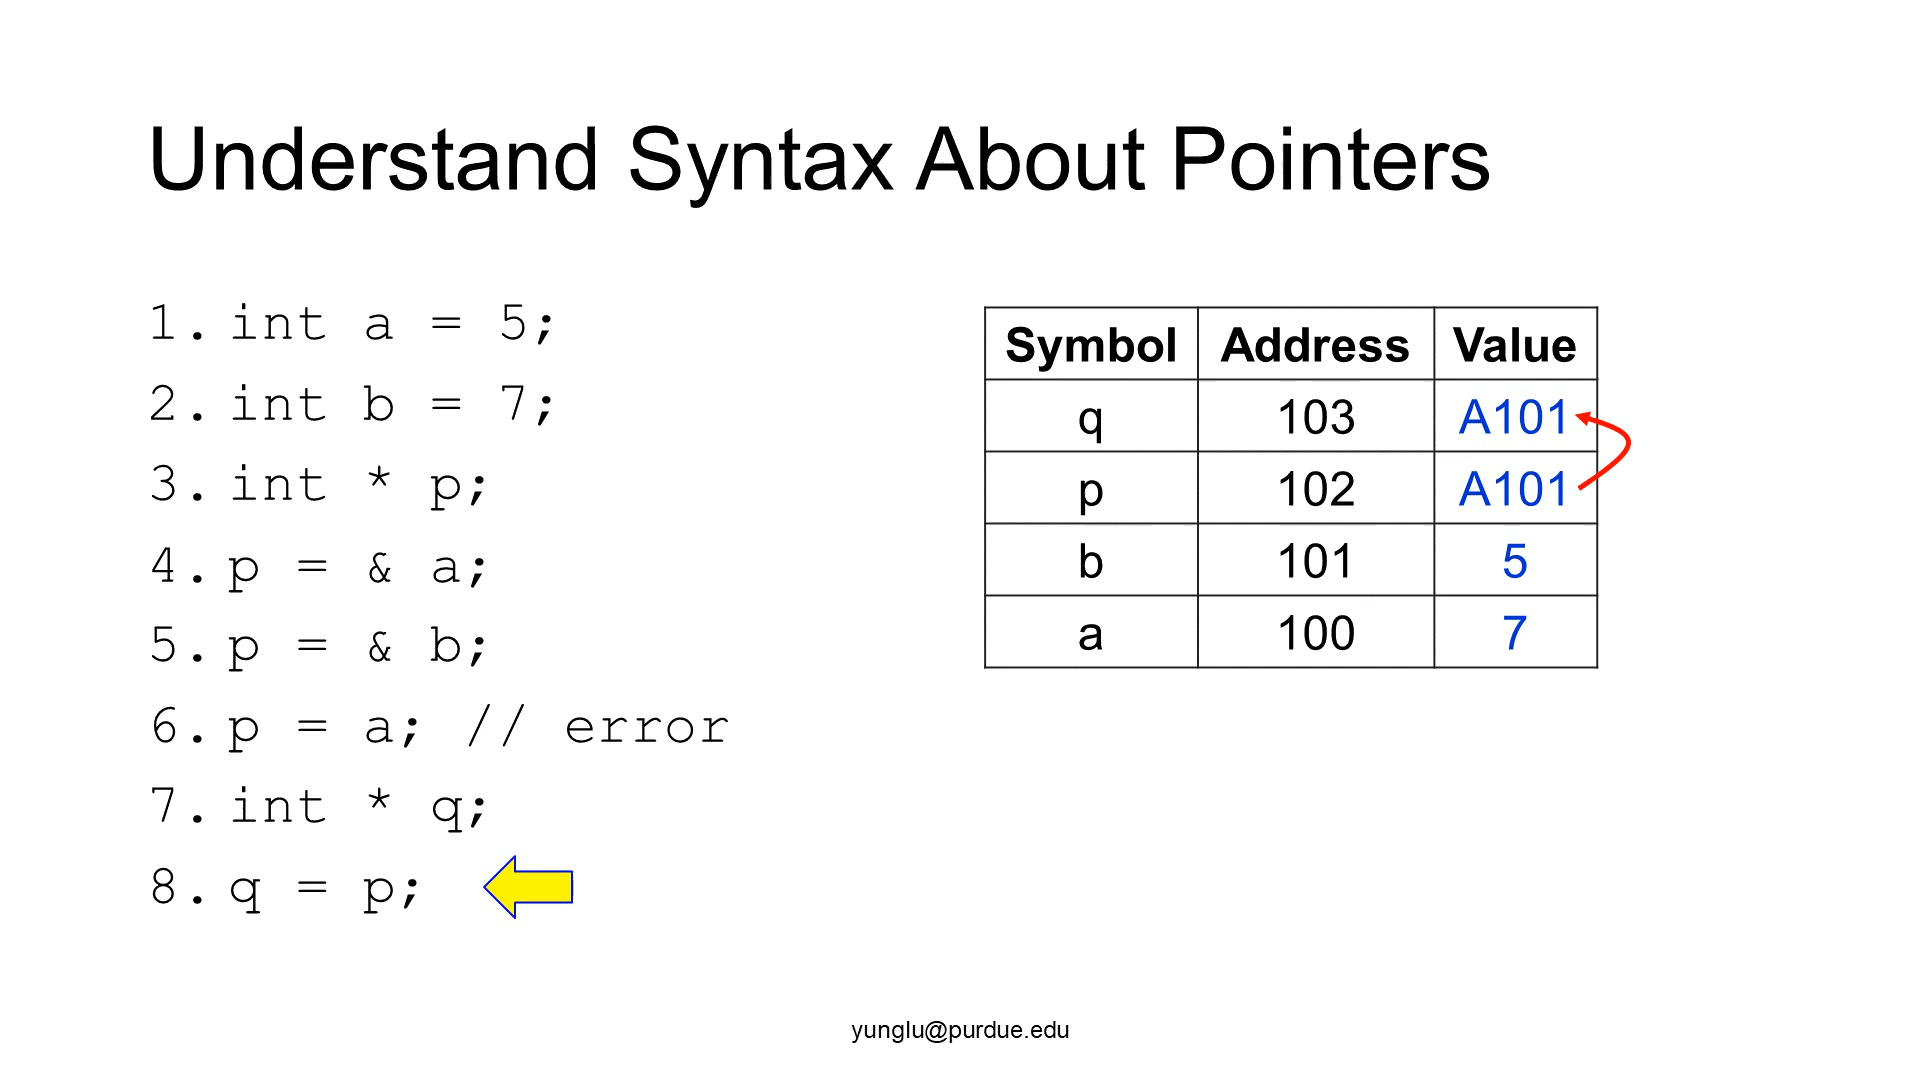 Understand Syntax About Pointers
1. int a = 5;
2. int b = 7;
3. int * p;
4. p = & a;
5. p = & b;
6. p = a; // error
7. int * q;
8. q = p;
Symbol Address Value
q 103 A101
p 102 A101
b 101 5
a 100 7
yunglu@purdue.edu